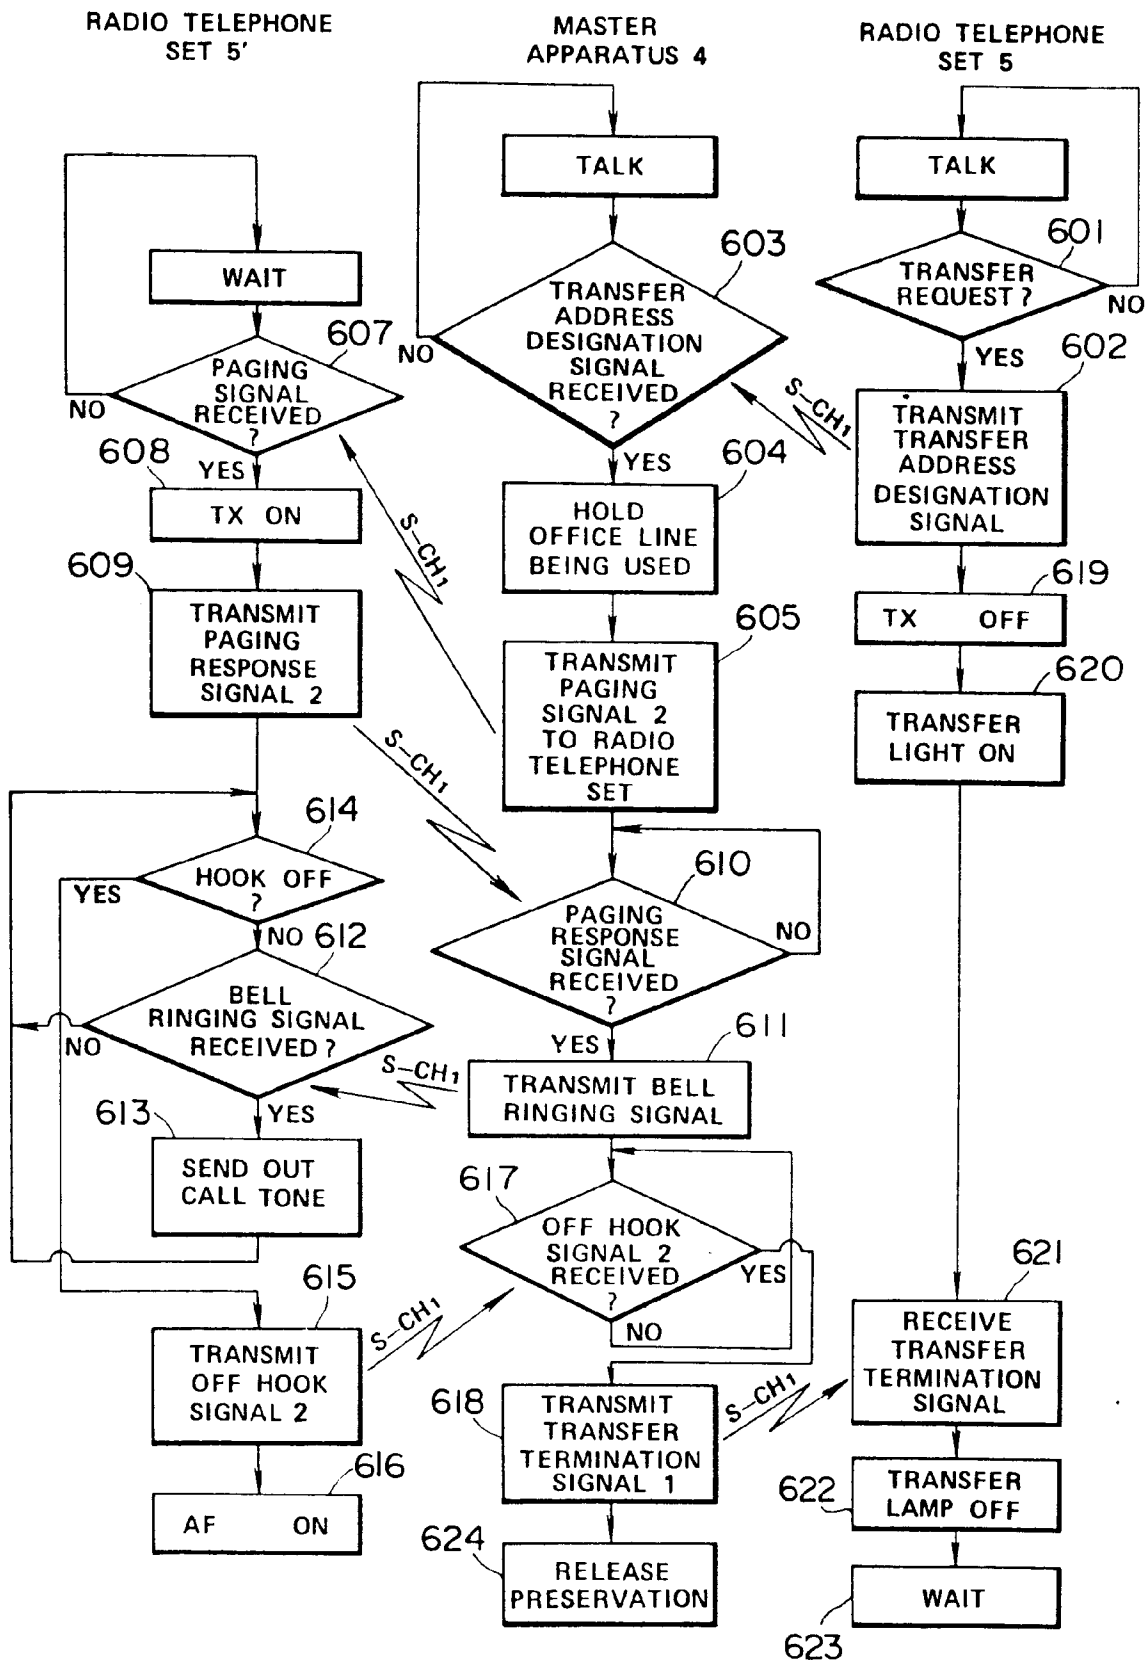 RADIO TELEPHONE
SET 5'
WAIT
607
PAGING
SIGNAL
RECEIVED
?
NO
608
YES
TX ON
609
TRANSMIT
PAGING
RESPONSE
SIGNAL 2
S-CH1
S-CH1
614
HOOK OFF
?
YES
NO
612
BELL
RINGING SIGNAL
RECEIVED?
NO
S-CH1
613
YES
SEND OUT
CALL TONE
615
TRANSMIT
OFF HOOK
SIGNAL 2
S-CH1
616
AF ON
MASTER
APPARATUS 4
TALK
603
TRANSFER
ADDRESS
DESIGNATION
SIGNAL
RECEIVED
?
NO
YES
604
HOLD
OFFICE LINE
BEING USED
605
TRANSMIT
PAGING
SIGNAL 2
TO RADIO
TELEPHONE
SET
610
PAGING
RESPONSE
SIGNAL
RECEIVED
?
NO
YES
611
TRANSMIT BELL
RINGING SIGNAL
617
OFF HOOK
SIGNAL 2
RECEIVED
?
YES
NO
618
TRANSMIT
TRANSFER
TERMINATION
SIGNAL 1
S-CH1
624
RELEASE
PRESERVATION
RADIO TELEPHONE
SET 5
TALK
601
TRANSFER
REQUEST?
NO
YES
602
S-CH1
TRANSMIT
TRANSFER
ADDRESS
DESIGNATION
SIGNAL
619
TX OFF
620
TRANSFER
LIGHT ON
621
RECEIVE
TRANSFER
TERMINATION
SIGNAL
622
TRANSFER
LAMP OFF
WAIT
623